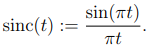 sinc(t) := sin(πt) / πt.